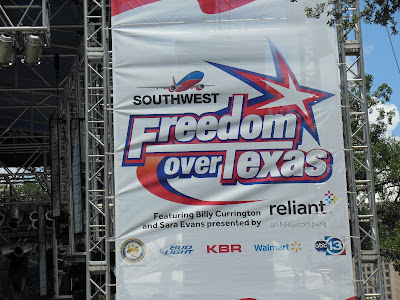 SOUTHWEST
Freedom
over Texas
Featuring Billy Currington
and Sara Evans presented by
reliant
an NRG company
BUD LIGHT
KBR
Walmart
abc 13